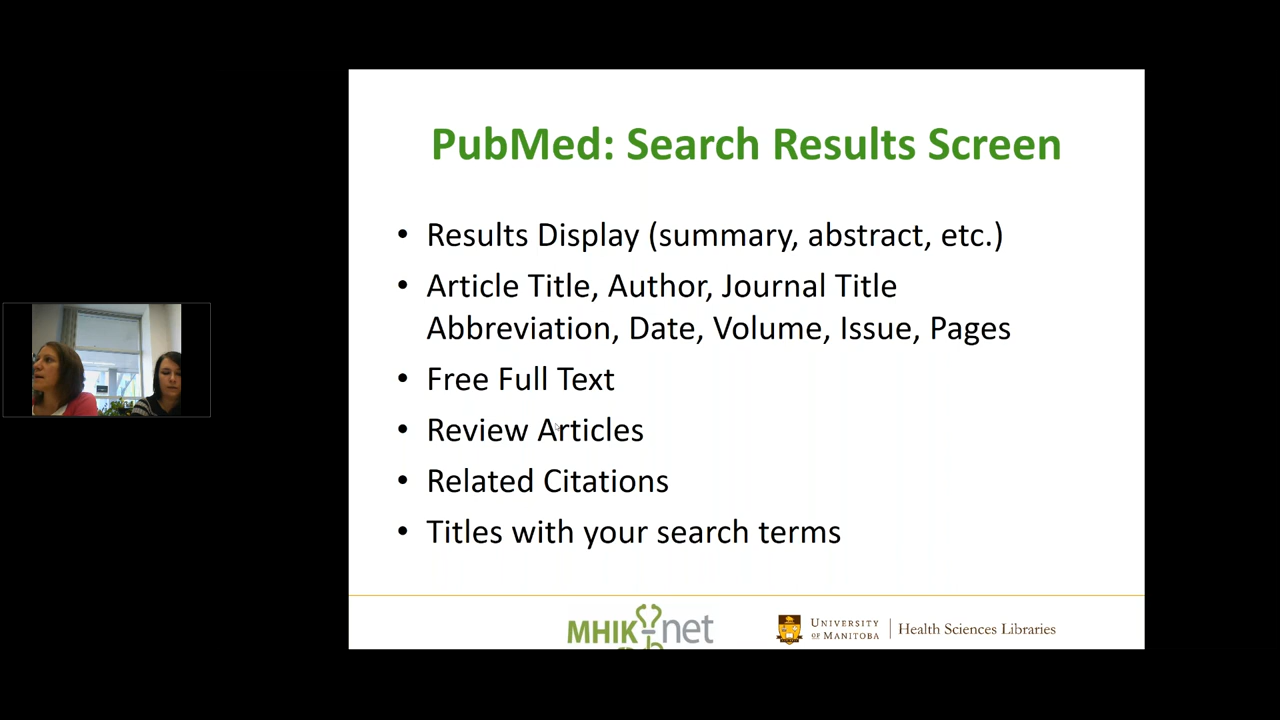 PubMed: Search Results Screen
• Results Display (summary, abstract, etc.)
• Article Title, Author, Journal Title
Abbreviation, Date, Volume, Issue, Pages
• Free Full Text
• Review Articles
• Related Citations
• Titles with your search terms
MHIK-net
UNIVERSITY
OF MANITOBA
Health Sciences Libraries